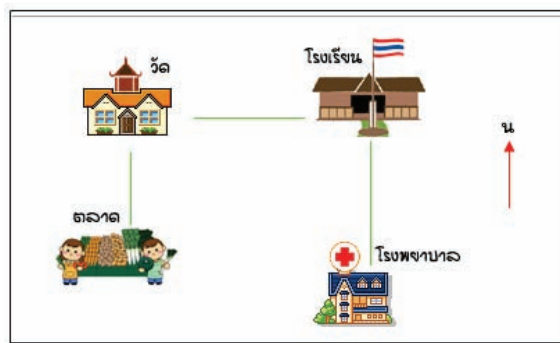 วัด
โรงเรียน
น
ตลาด
โรงพยาบาล